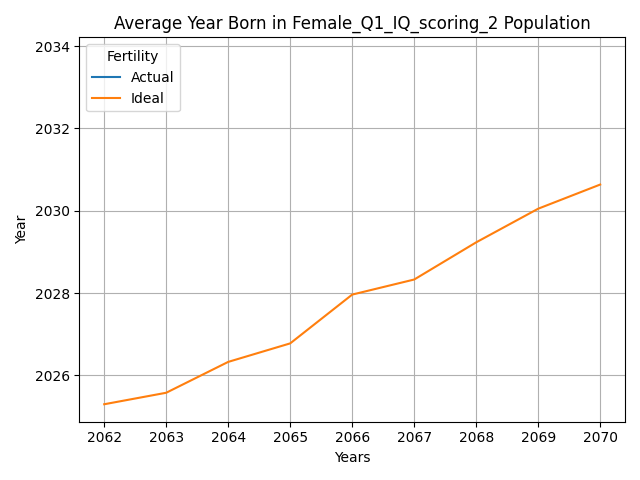 Average Year Born in Female_Q1_IQ_scoring_2 Population
Fertility
Actual
Ideal
Year
2034
2032
2030
2028
2026
2062 2063 2064 2065 2066 2067 2068 2069 2070
Years